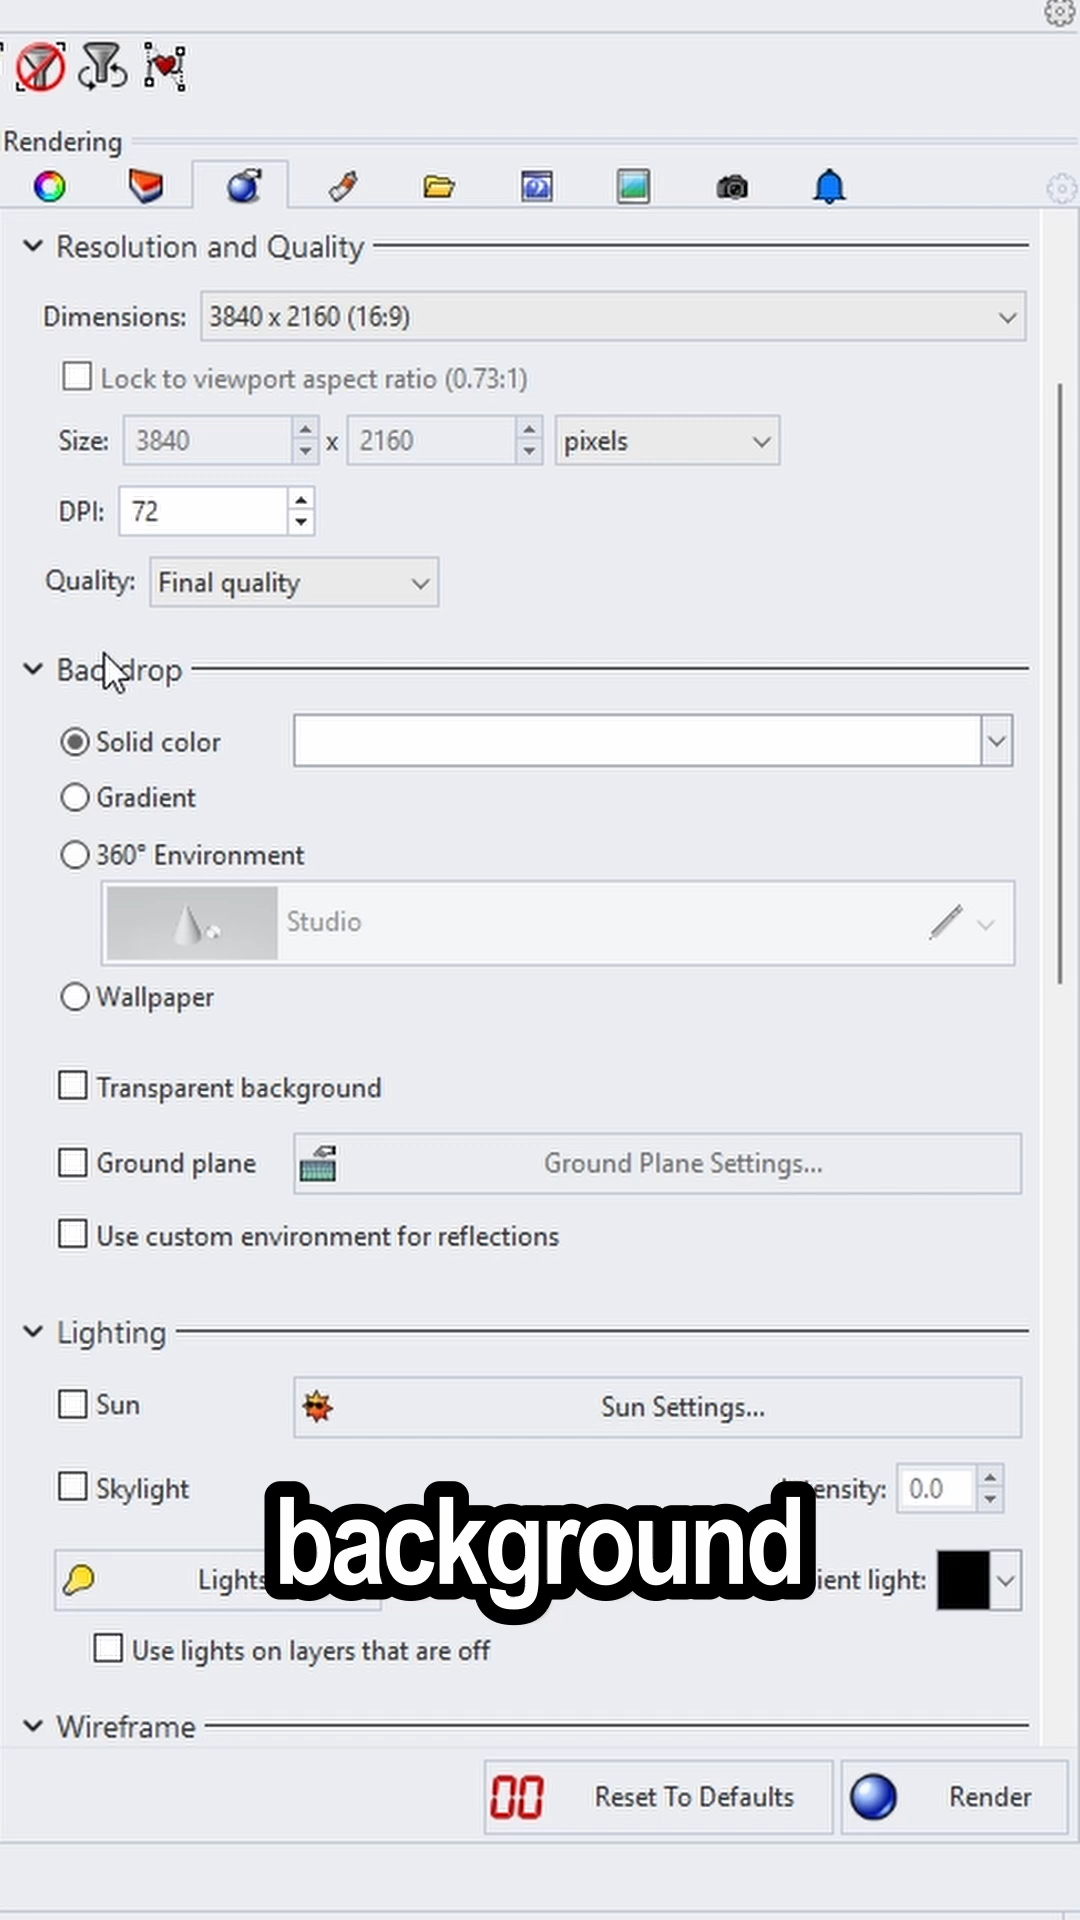 Rendering
Resolution and Quality
Dimensions: 3840 x 2160 (16:9)
Lock to viewport aspect ratio (0.73:1)
Size: 3840 x 2160 pixels
DPI: 72
Quality: Final quality
Backdrop
Solid color
Gradient
360° Environment
Studio
Wallpaper
Transparent background
Ground plane Ground Plane Settings...
Use custom environment for reflections
Lighting
Sun Sun Settings...
Skylight 0.0
background
Lights
Use lights on layers that are off
Wireframe
00 Reset To Defaults Render